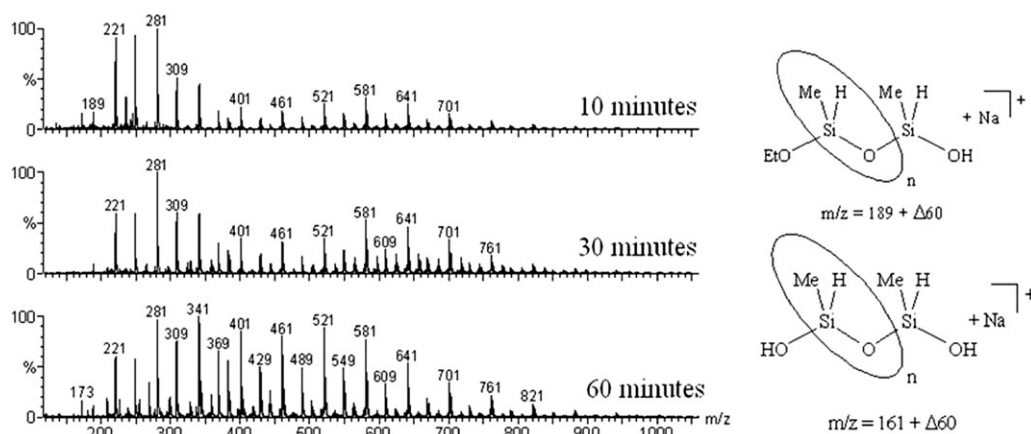 100
%
0
189
221
281
309
401
461
521
581
641
701
10 minutes
100
%
0
221
281
309
401
461
521
581
609
641
701
761
30 minutes
100
%
0
173
221
281
309
341
369
401
429
461
489
521
549
581
609
641
701
761
821
60 minutes
200 300 400 500 600 700 800 900 1000
m/z
Me H Me H
Si Si
EtO O OH
n
+ Na
+
m/z = 189 + Δ60
Me H Me H
Si Si
HO O OH
n
+ Na
+
m/z = 161 + Δ60